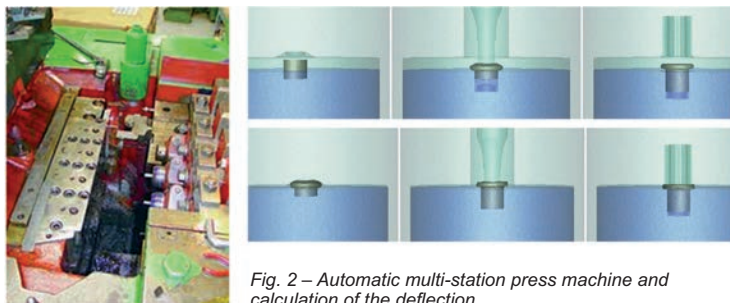 Fig. 2 – Automatic multi-station press machine and
calculation of the deflection